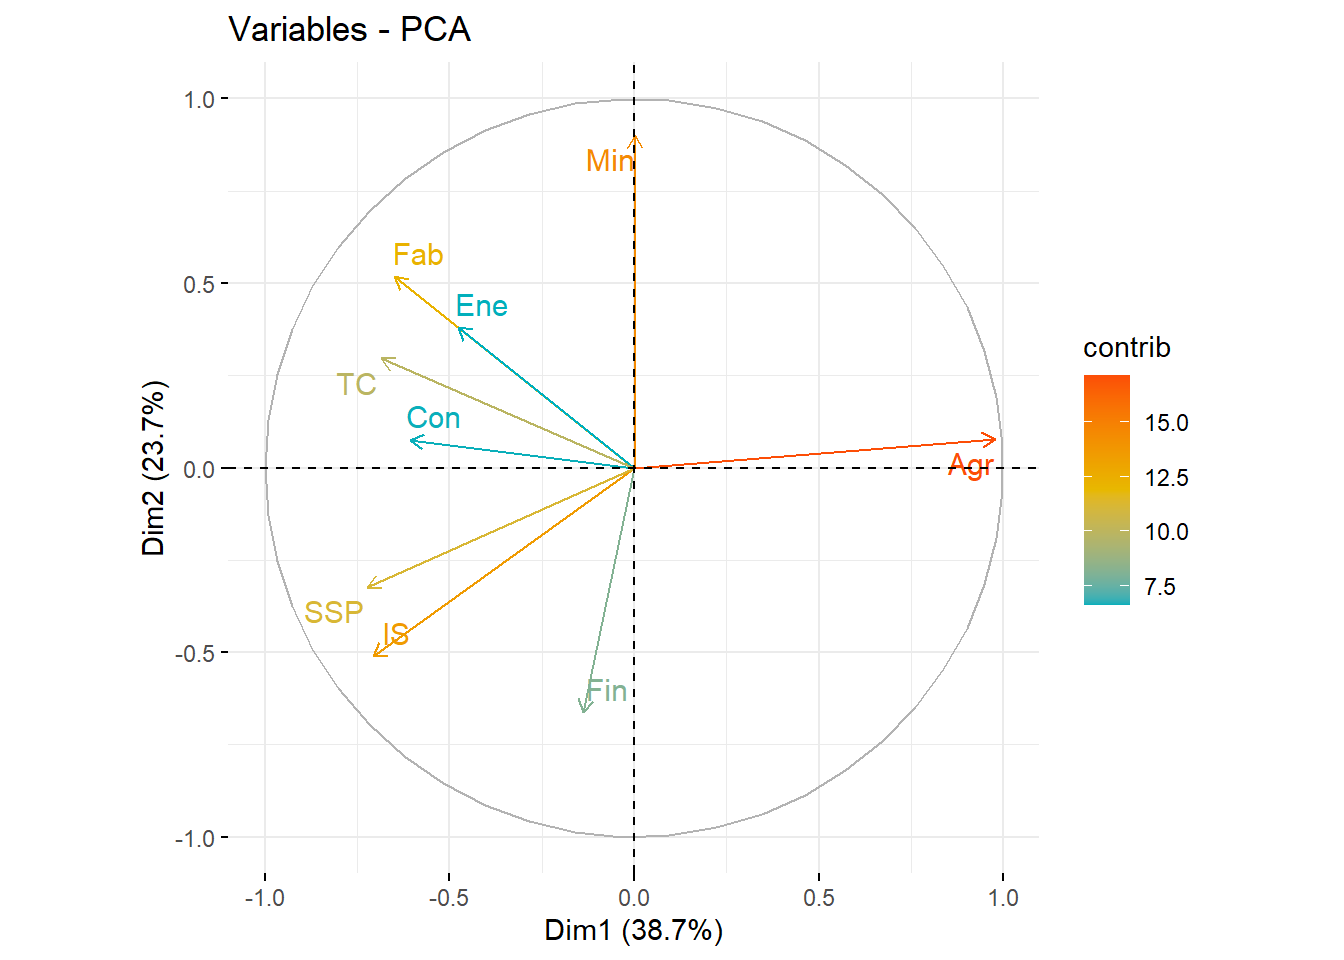 Variables - PCA
1.0
0.5
0.0
-0.5
-1.0
Dim2 (23.7%)
Min
Fab
Ene
TC
Con
Agr
SSP
IS
Fin
-1.0
-0.5
0.0
0.5
1.0
Dim1 (38.7%)
contrib
15.0
12.5
10.0
7.5